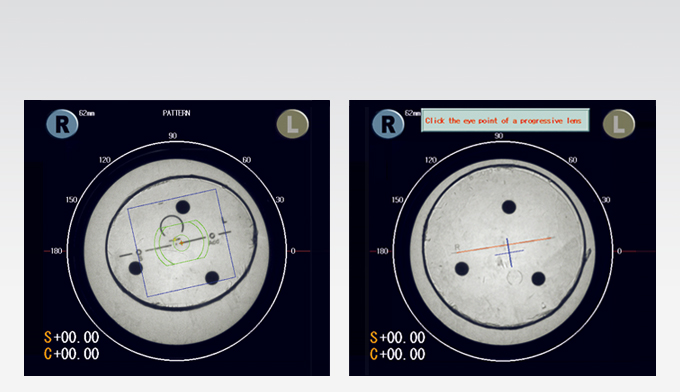 R
62mm
PATTERN
L
90
120
60
150
30
180
0
S+00.00
C+00.00
R
62mm
Click the eye point of a progressive lens
L
90
120
60
150
30
180
0
R
S+00.00
C+00.00